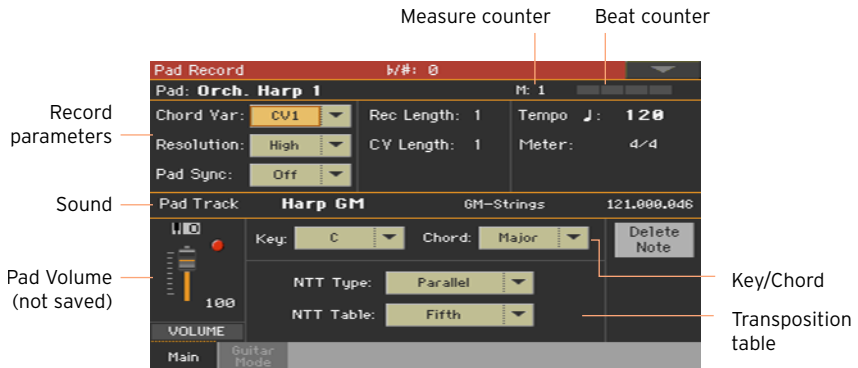 Measure counter
Beat counter
Pad Record
♭/#: 0
Pad: Orch. Harp 1
M: 1
Record parameters
Chord Var: CV1
Rec Length: 1
Tempo ♩: 120
Resolution: High
CV Length: 1
Meter: 4/4
Pad Sync: Off
Sound
Pad Track
Harp GM
GM-Strings
121.000.046
Key: C
Chord: Major
Delete Note
Pad Volume (not saved)
NTT Type: Parallel
Key/Chord
100
NTT Table: Fifth
Transposition table
VOLUME
Main
Guitar Mode